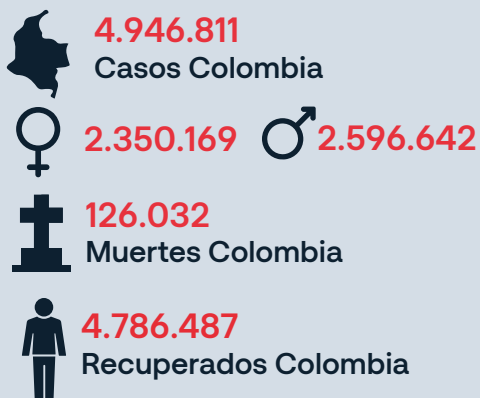 4.946.811
Casos Colombia
2.350.169 2.596.642
126.032
Muertes Colombia
4.786.487
Recuperados Colombia